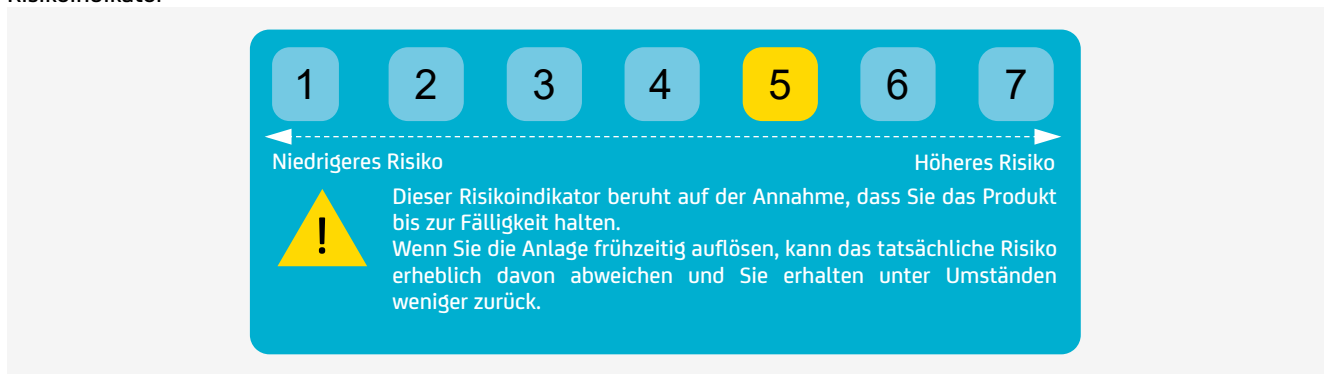 Risikoindikator
1 2 3 4 5 6 7
Niedrigeres Risiko Höheres Risiko
Dieser Risikoindikator beruht auf der Annahme, dass Sie das Produkt
bis zur Fälligkeit halten.
!
Wenn Sie die Anlage frühzeitig auflösen, kann das tatsächliche Risiko
erheblich davon abweichen und Sie erhalten unter Umständen
weniger zurück.